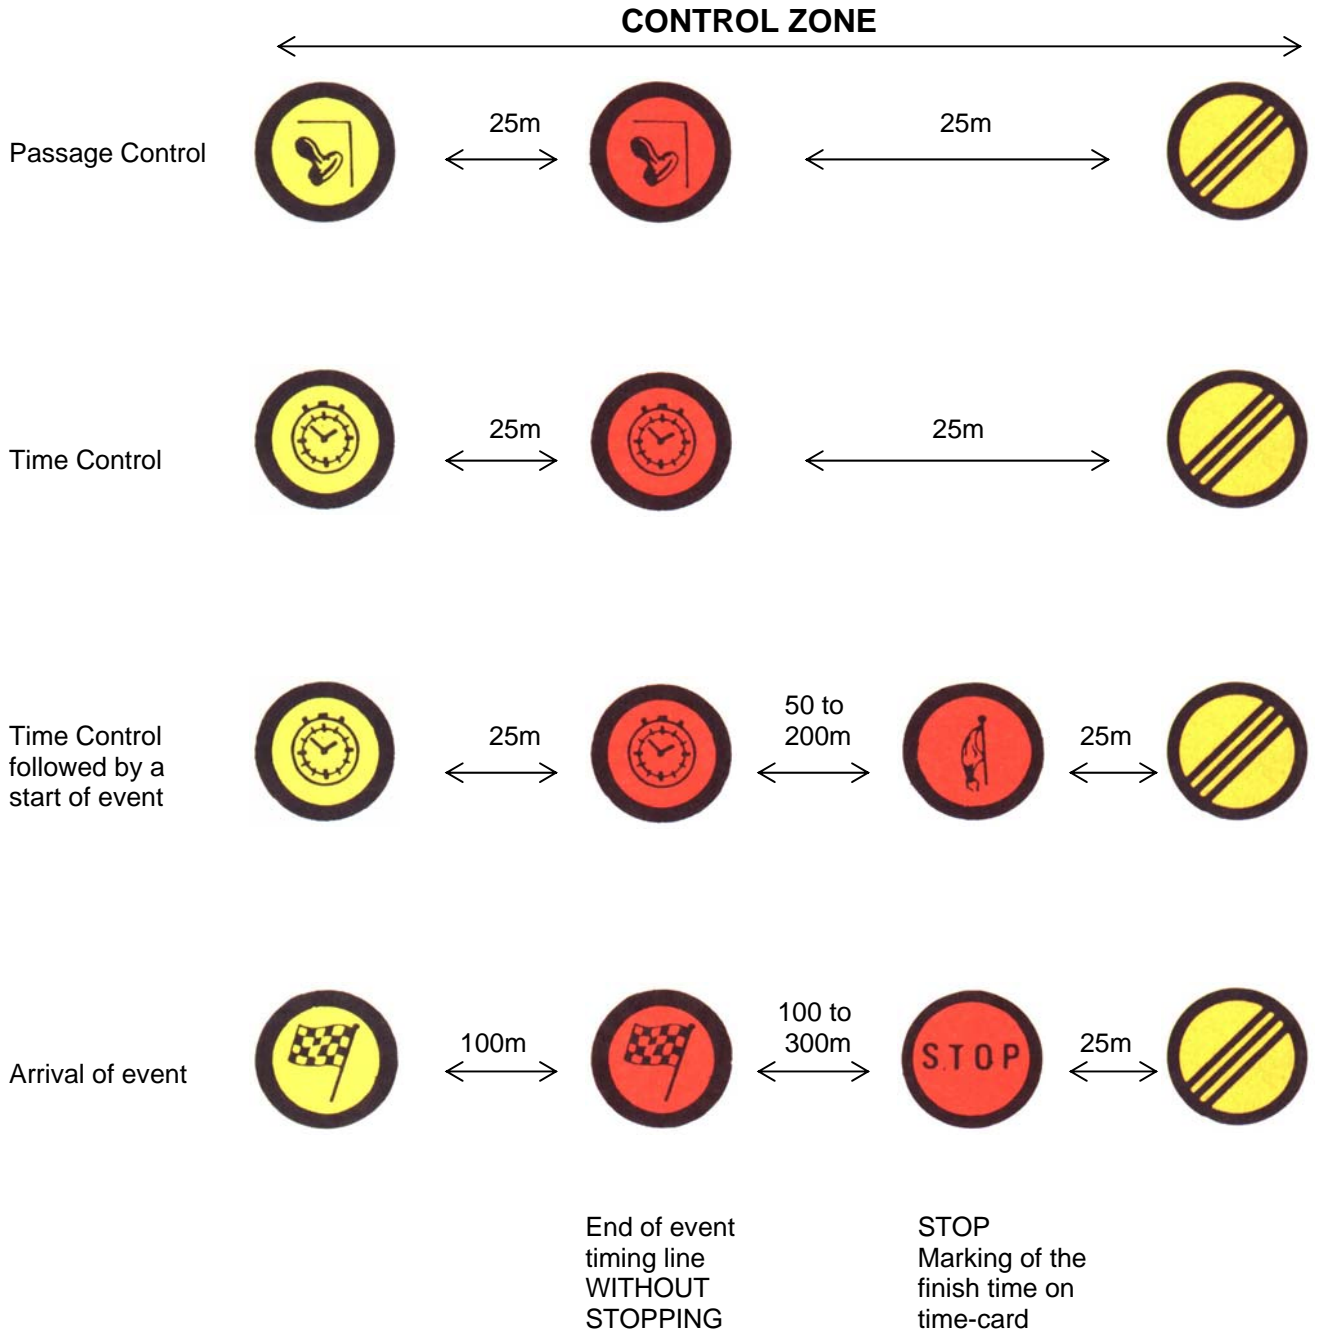 CONTROL ZONE
Passage Control
25m
25m
Time Control
25m
25m
Time Control
followed by a
start of event
25m
50 to
200m
25m
Arrival of event
100m
100 to
300m
STOP
25m
End of event
timing line
WITHOUT
STOPPING
STOP
Marking of the
finish time on
time-card